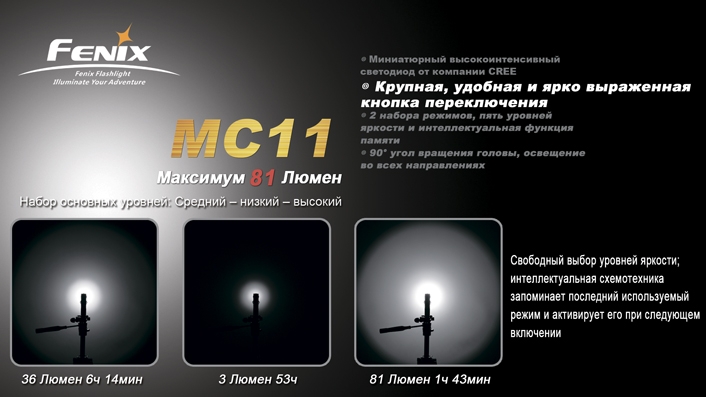 FENIX
Fenix Flashlight
Illuminate Your Adventure
MC11
Максимум 81 Люмен
Набор основных уровней: Средний – низкий – высокий
Миниатюрный высокоинтенсивный
светодиод от компании CREE
Крупная, удобная и ярко выраженная
кнопка переключения
2 набора режимов, пять уровней
яркости и интеллектуальная функция
памяти
90° угол вращения головы, освещение
во всех направлениях
36 Люмен 6ч 14мин
3 Люмен 53ч
81 Люмен 1ч 43мин
Свободный выбор уровней яркости;
интеллектуальная схемотехника
запоминает последний используемый
режим и активирует его при следующем
включении